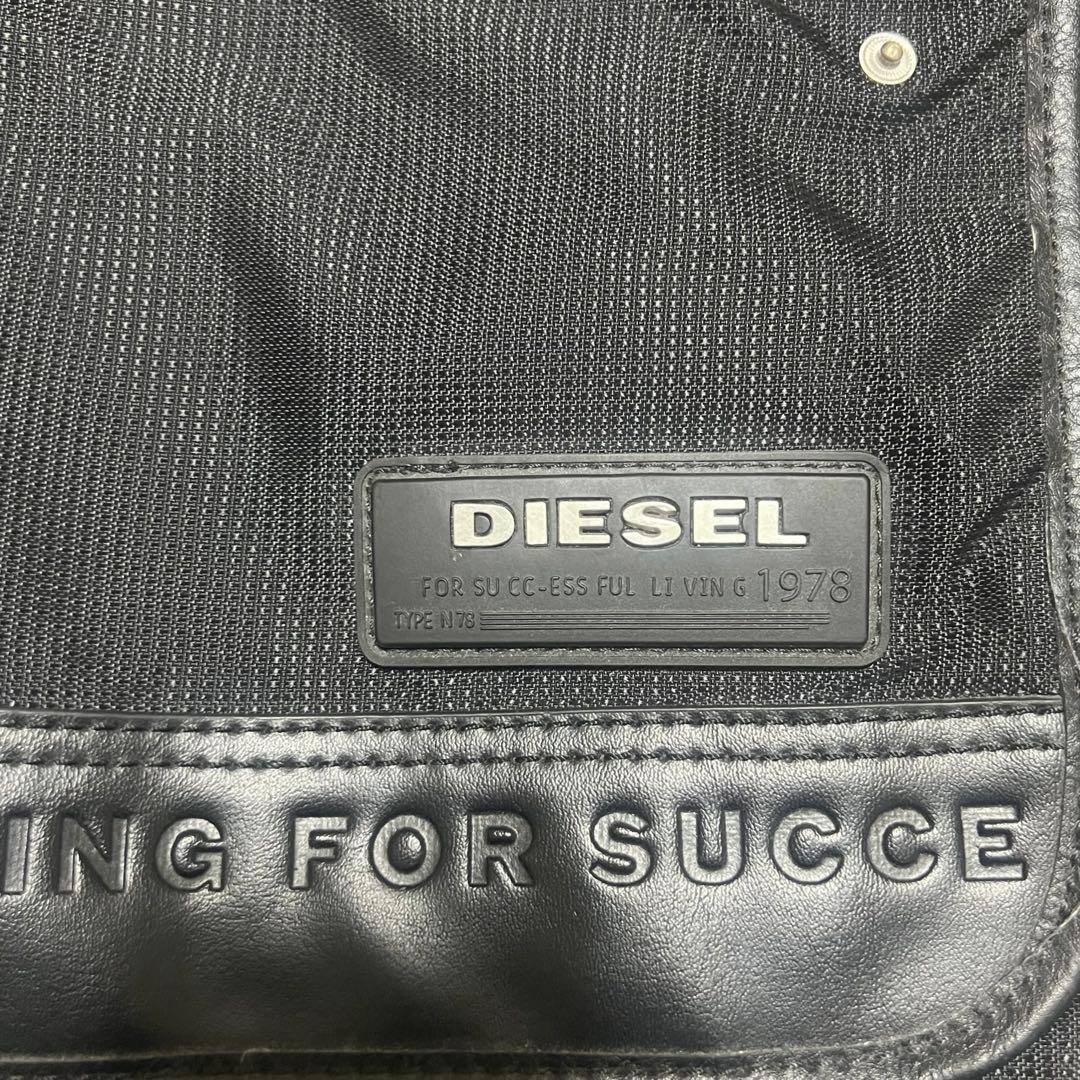 DIESEL
FOR SU CC-ESS FUL LI VIN G 1978
TYPE N78
ING FOR SUCCE